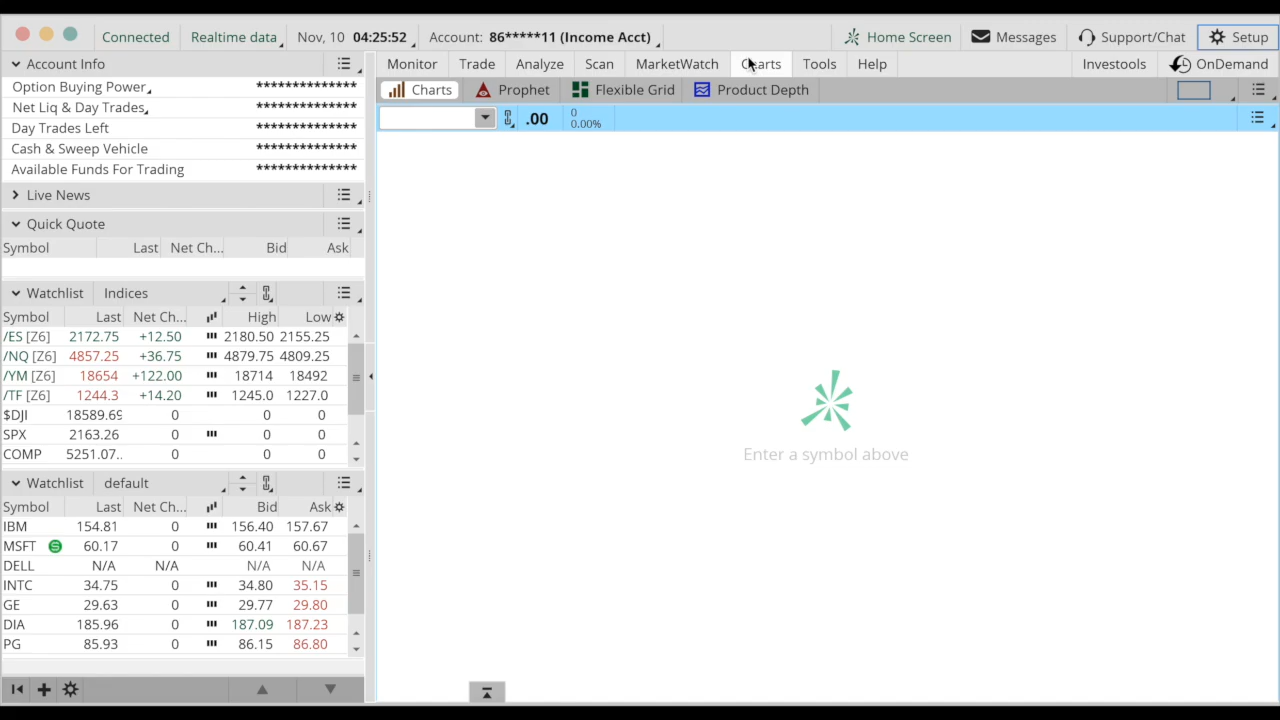 Connected Realtime data Nov, 10 04:25:52 Account: 86*****11 (Income Acct) Home Screen Messages Support/Chat Setup
Account Info
Option Buying Power **************
Net Liq & Day Trades **************
Day Trades Left **************
Cash & Sweep Vehicle **************
Available Funds For Trading **************
Live News
Quick Quote
Symbol Last Net Ch... Bid Ask
Watchlist Indices
Symbol Last Net Ch... High Low
/ES [Z6] 2172.75 +12.50 2180.50 2155.25
/NQ [Z6] 4857.25 +36.75 4879.75 4809.25
/YM [Z6] 18654 +122.00 18714 18492
/TF [Z6] 1244.3 +14.20 1245.0 1227.0
$DJI 18589.69 0 0 0
SPX 2163.26 0 0 0
COMP 5251.07.. 0 0 0
Watchlist default
Symbol Last Net Ch... Bid Ask
IBM 154.81 0 156.40 157.67
MSFT S 60.17 0 60.41 60.67
DELL N/A N/A N/A N/A
INTC 34.75 0 34.80 35.15
GE 29.63 0 29.77 29.80
DIA 185.96 0 187.09 187.23
PG 85.93 0 86.15 86.80
Monitor Trade Analyze Scan MarketWatch Charts Tools Help Investools OnDemand
Charts Prophet Flexible Grid Product Depth
.00 0
0.00%
Enter a symbol above